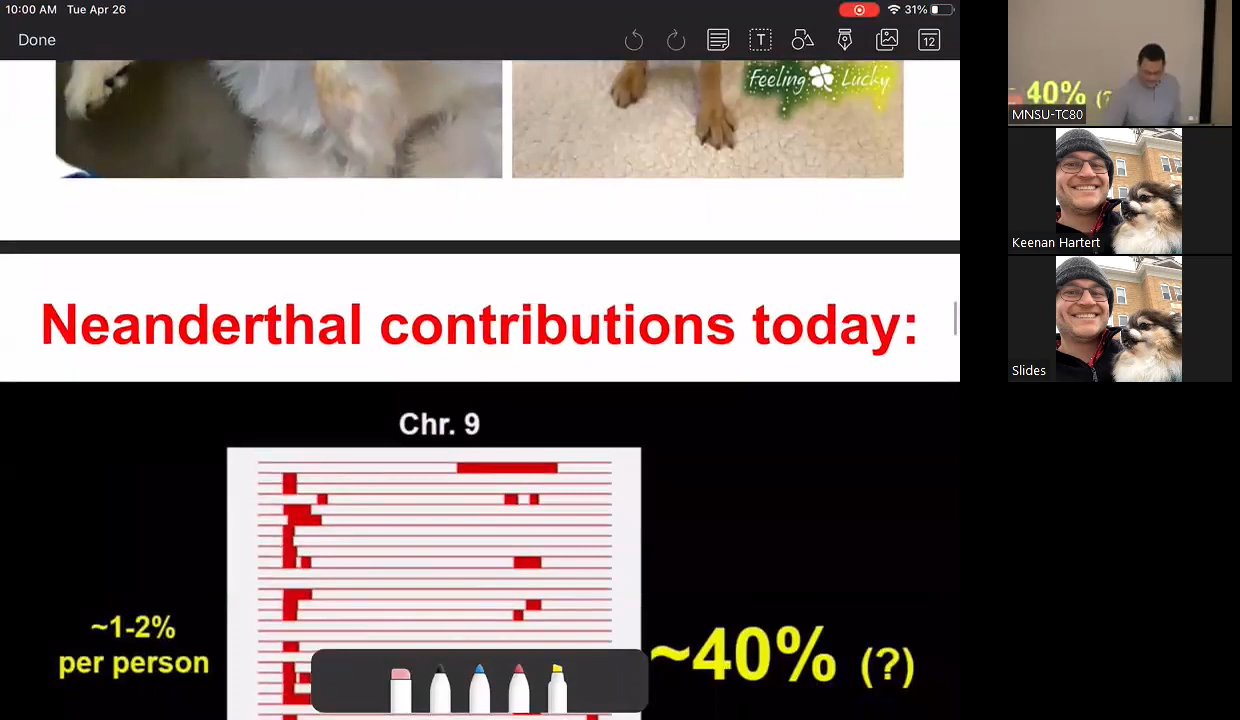 10:00 AM Tue Apr 26
31%
Done
T
12
Feeling Lucky
40% (?
MNSU-TC80
Keenan Hartert
Slides
Neanderthal contributions today:
Chr. 9
~1-2%
per person
~40% (?)